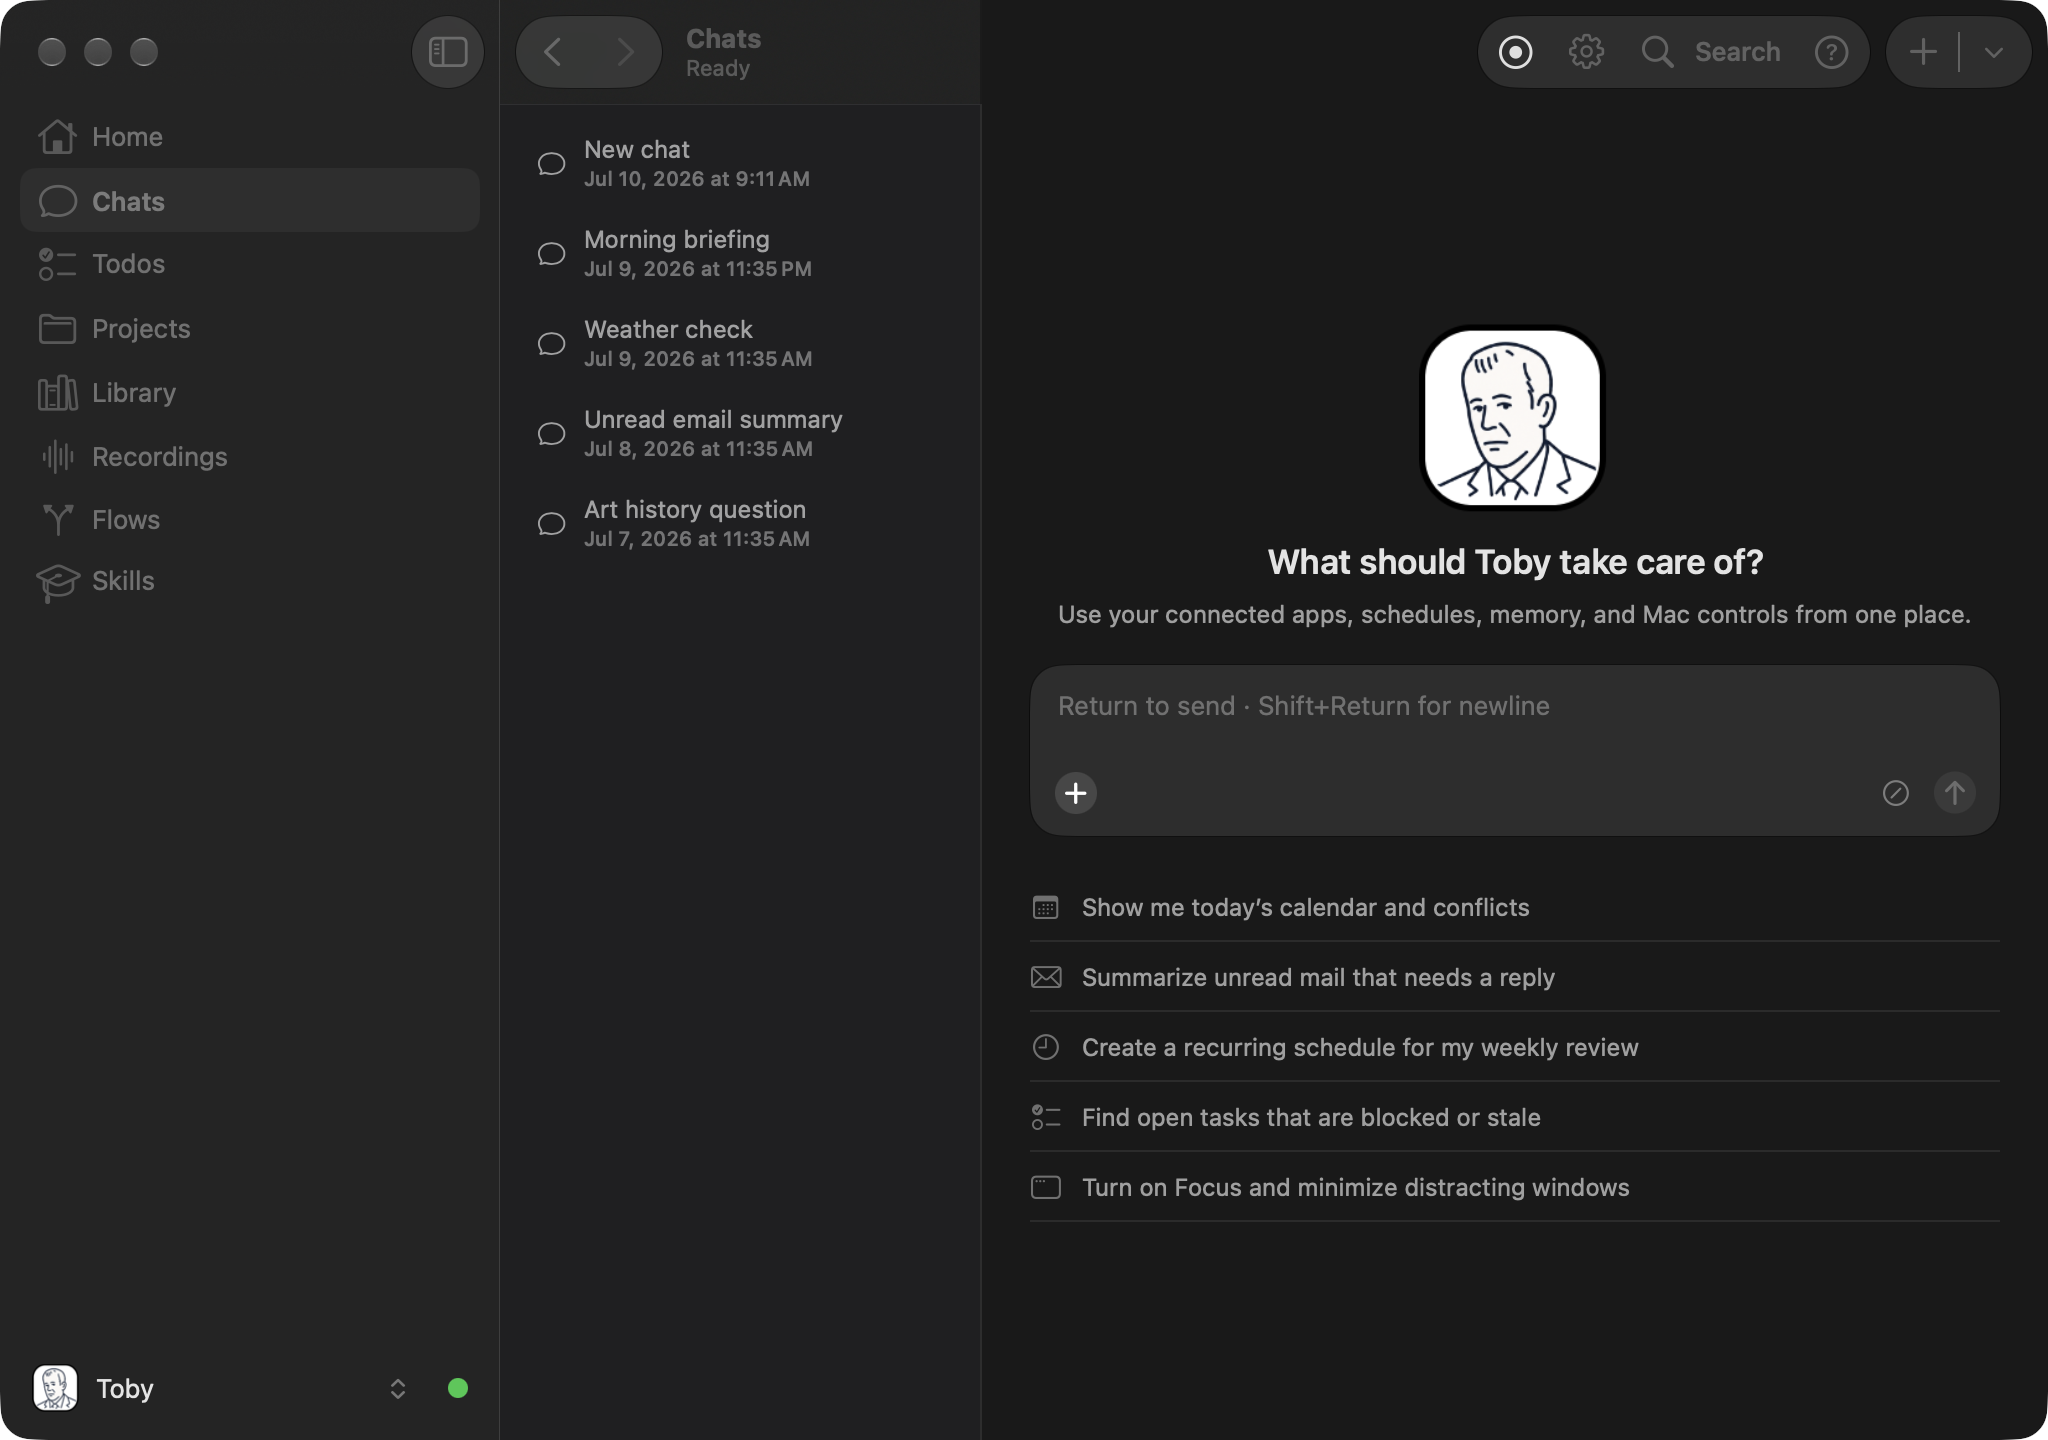 Home
Chats
Todos
Projects
Library
Recordings
Flows
Skills
Toby
Chats
Ready
New chat
Jul 10, 2026 at 9:11 AM
Morning briefing
Jul 9, 2026 at 11:35 PM
Weather check
Jul 9, 2026 at 11:35 AM
Unread email summary
Jul 8, 2026 at 11:35 AM
Art history question
Jul 7, 2026 at 11:35 AM
Search
What should Toby take care of?
Use your connected apps, schedules, memory, and Mac controls from one place.
Return to send · Shift+Return for newline
Show me today’s calendar and conflicts
Summarize unread mail that needs a reply
Create a recurring schedule for my weekly review
Find open tasks that are blocked or stale
Turn on Focus and minimize distracting windows